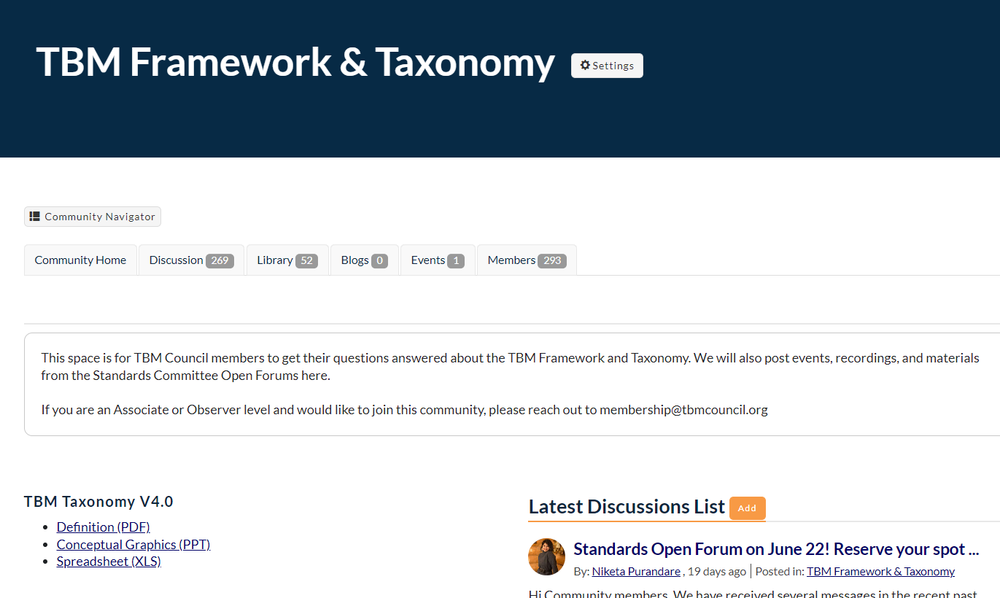 TBM Framework & Taxonomy
Settings
Community Navigator
Community Home
Discussion 269
Library 52
Blogs 0
Events 1
Members 293
This space is for TBM Council members to get their questions answered about the TBM Framework and Taxonomy. We will also post events, recordings, and materials
from the Standards Committee Open Forums here.
If you are an Associate or Observer level and would like to join this community, please reach out to membership@tbmcouncil.org
TBM Taxonomy V4.0
• Definition (PDF)
• Conceptual Graphics (PPT)
• Spreadsheet (XLS)
Latest Discussions List
Add
Standards Open Forum on June 22! Reserve your spot ...
By: Niketa Purandare , 19 days ago | Posted in: TBM Framework & Taxonomy
Hi Community members, We have received several messages in the recent past